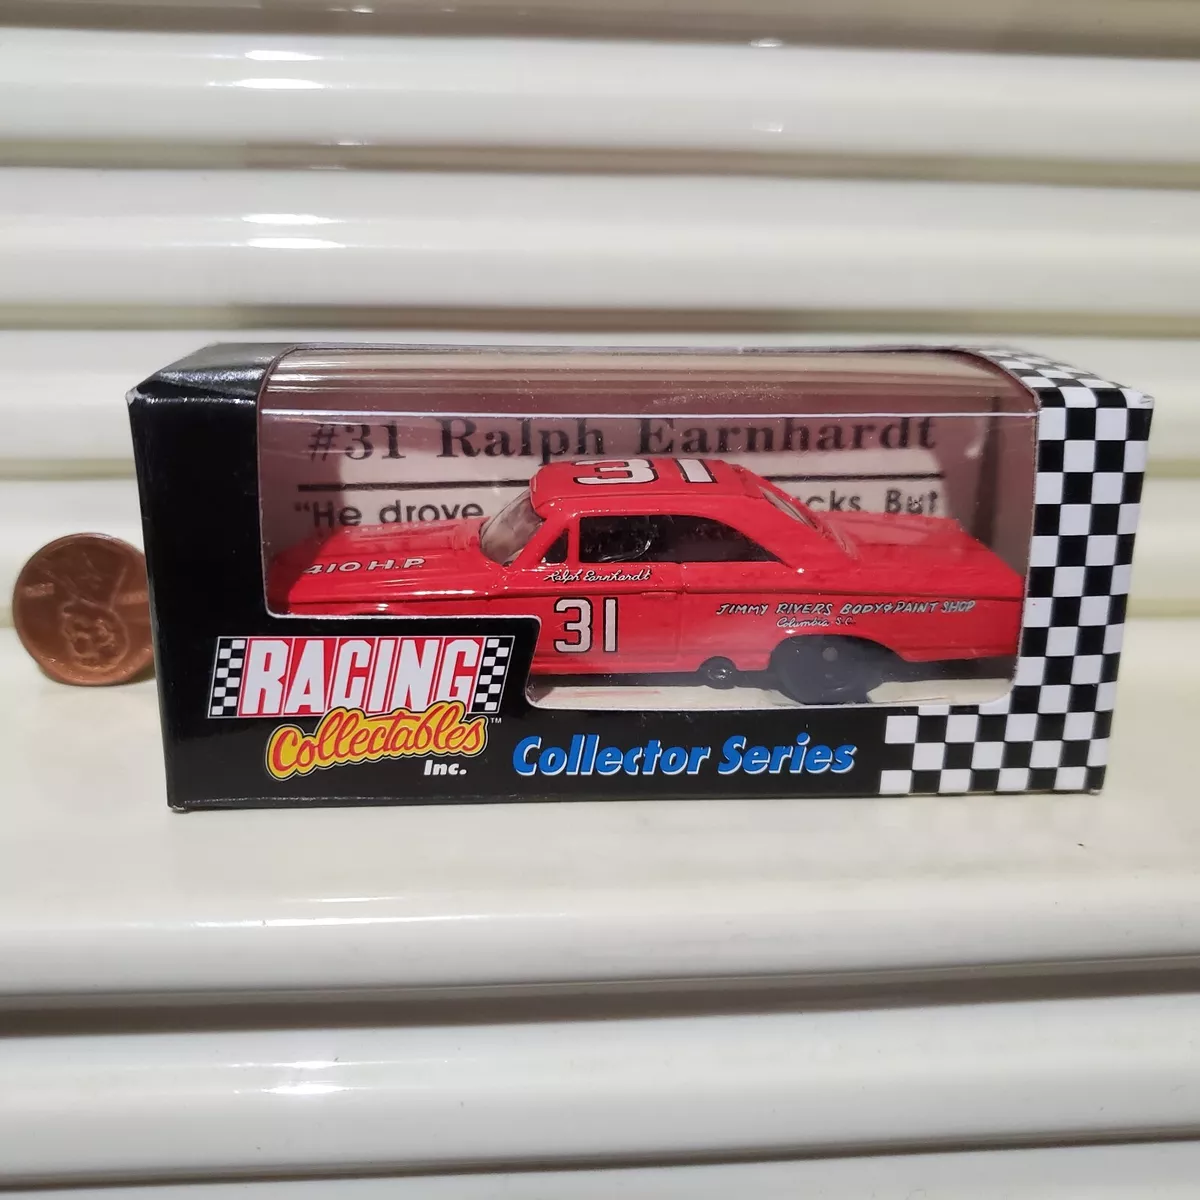 #31 Ralph Earnhardt
"He drove
cks. But
31
410 H.P.
Ralph Earnhardt
31
JIMMY RIVERS BODY & PAINT SHOP
Columbia S.C.
RACING
Collectables™
Inc.
Collector Series